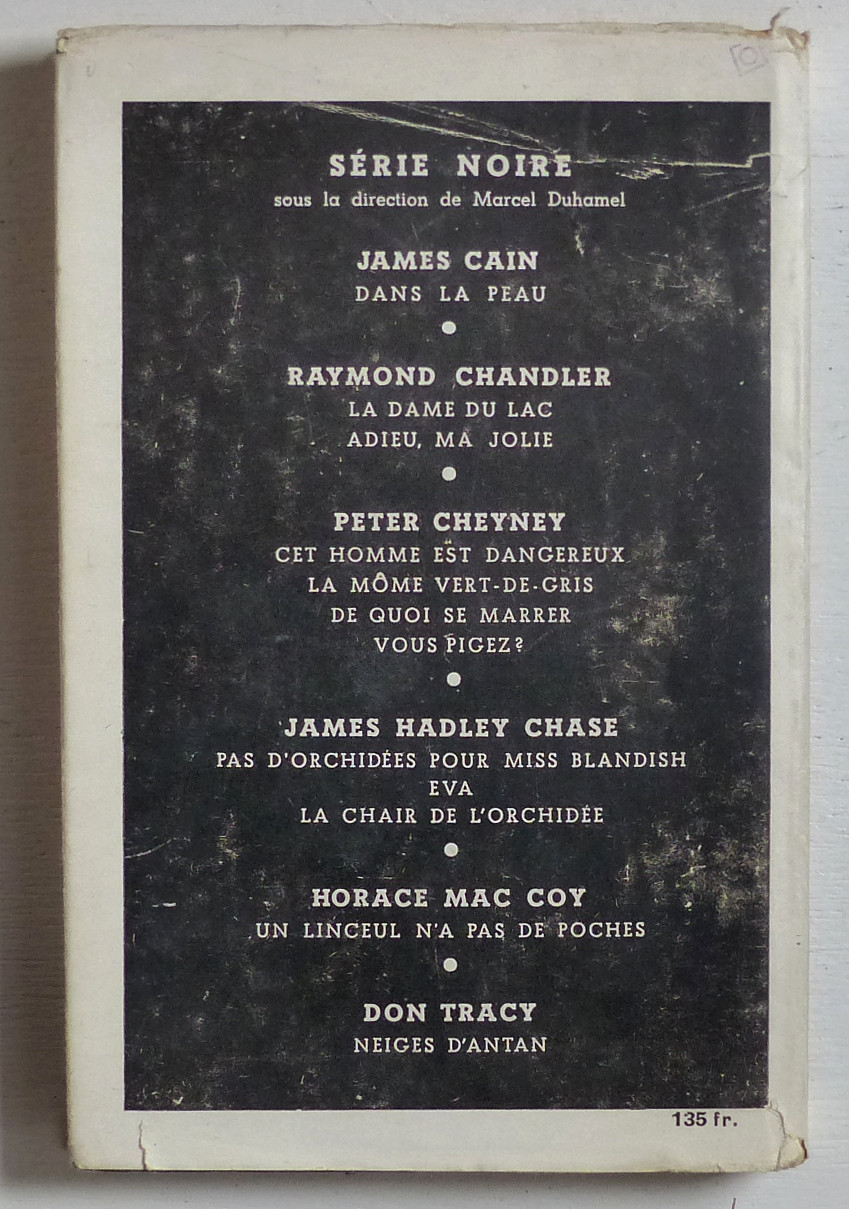 SÉRIE NOIRE
sous la direction de Marcel Duhamel
JAMES CAIN
DANS LA PEAU
RAYMOND CHANDLER
LA DAME DU LAC
ADIEU, MA JOLIE
PETER CHEYNEY
CET HOMME EST DANGEREUX
LA MÔME VERT-DE-GRIS
DE QUOI SE MARRER
VOUS PIGEZ?
JAMES HADLEY CHASE
PAS D'ORCHIDÉES POUR MISS BLANDISH
EVA
LA CHAIR DE L'ORCHIDÉE
HORACE MAC COY
UN LINCEUL N'A PAS DE POCHES
DON TRACY
NEIGES D'ANTAN
135 fr.